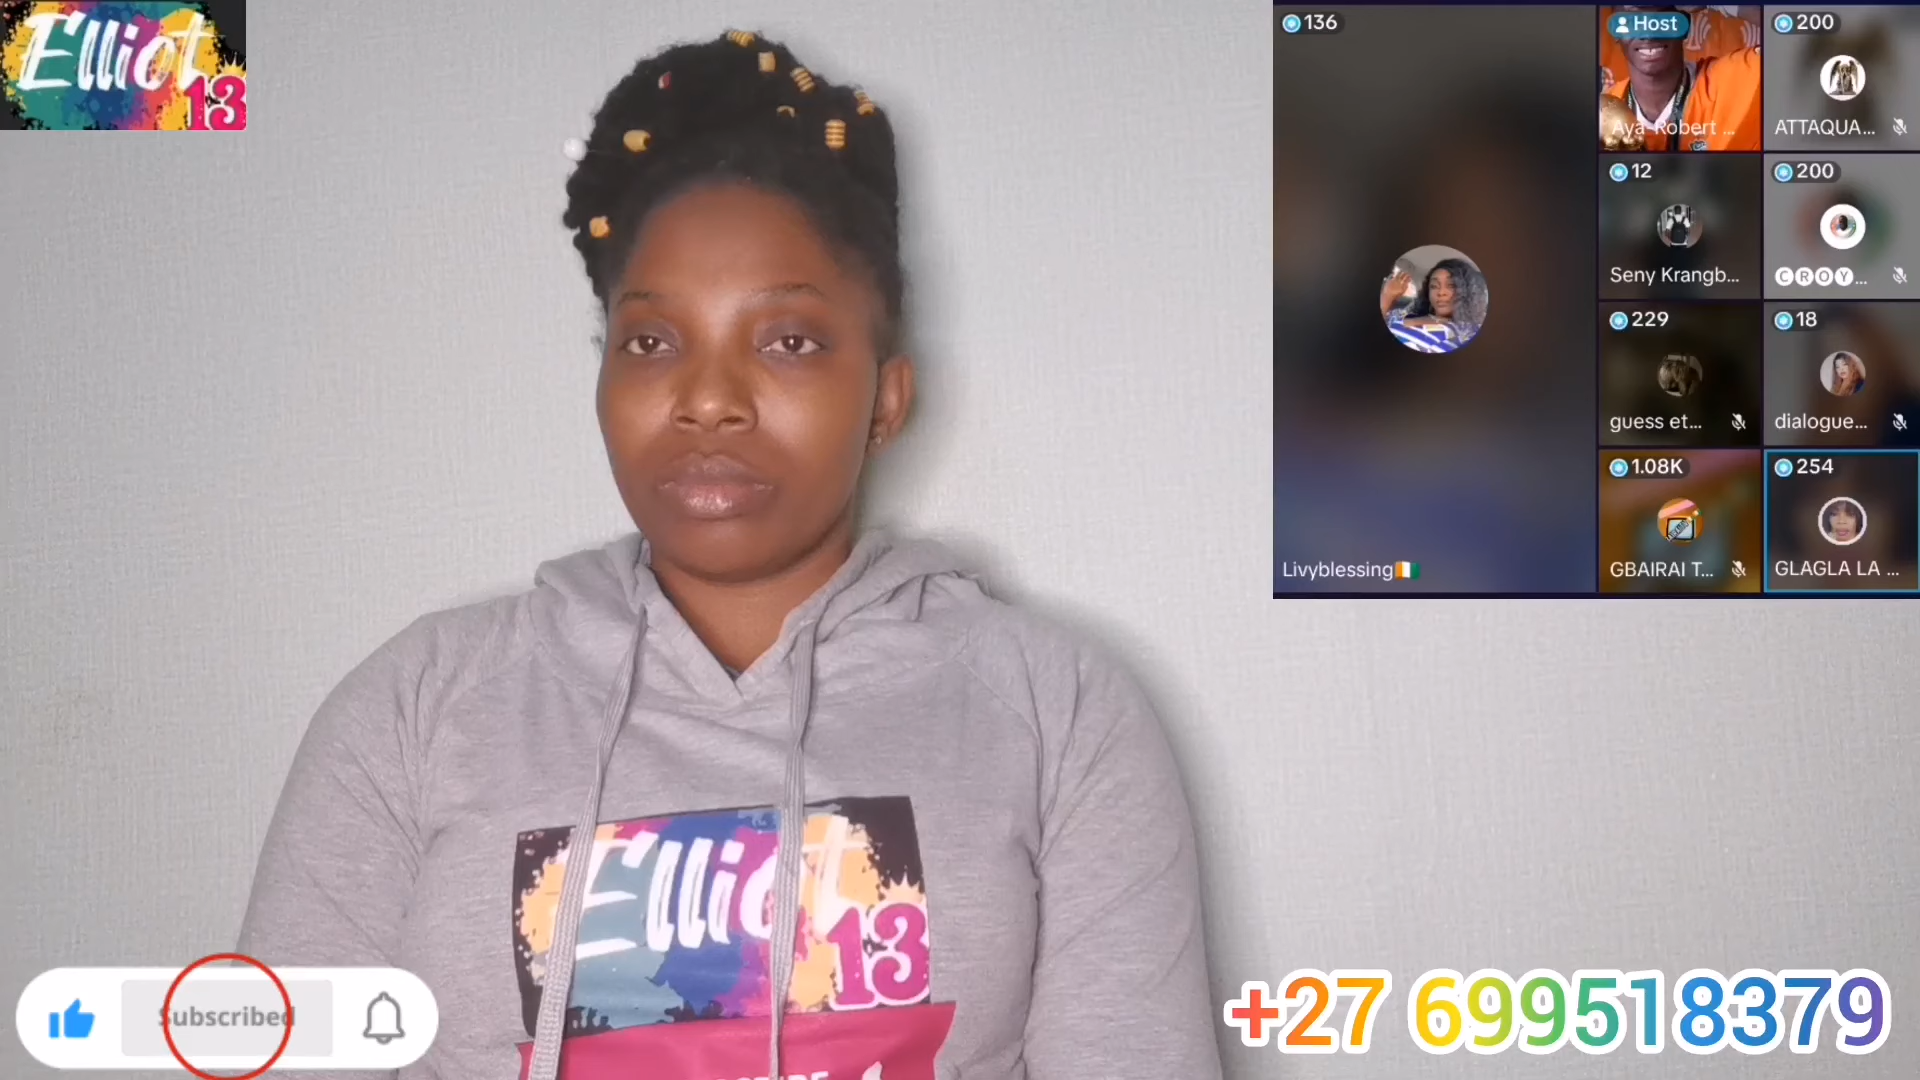 Elliot
13
136
Livyblessing
Host
Aya-Robert ...
200
ATTAQUA...
12
Seny Krangb...
200
ⒸⓇⓄⓎ...
229
guess et...
18
dialogue...
1.08K
GBAIRAI T...
254
GLAGLA LA ...
Elliot
13
Subscribed
+27 699518379